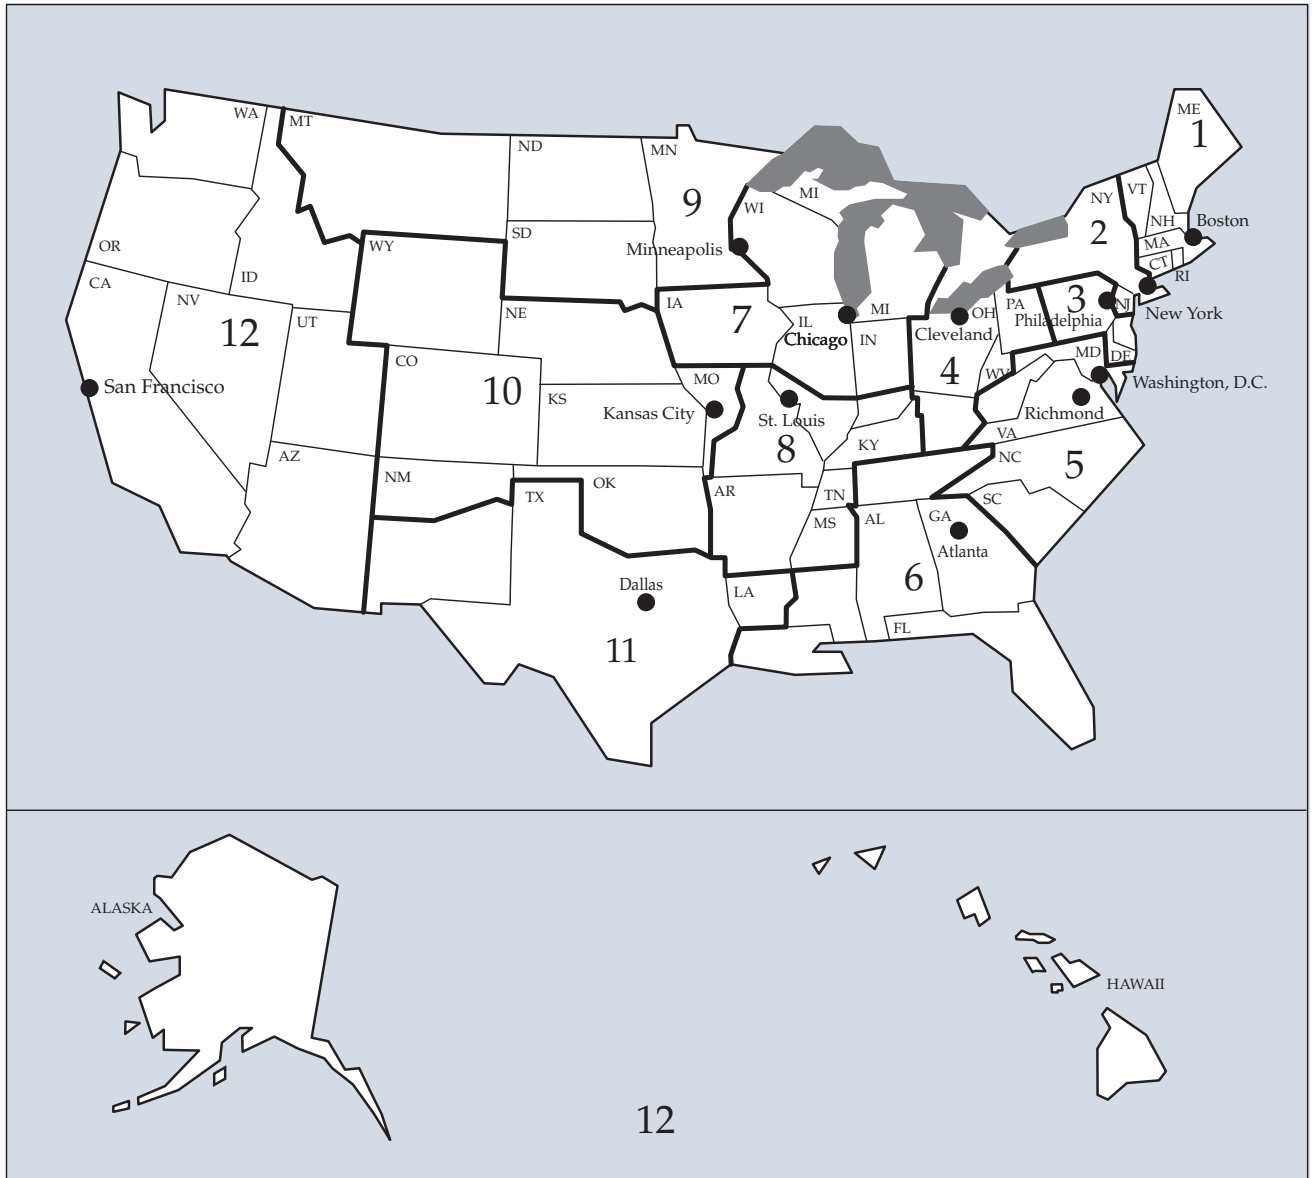 ME
1
WA
MT
ND
MN
VT
NY
MI
9
WI
NH
Boston
2
SD
MA
OR
WY
Minneapolis
CT
ID
RI
CA
NV
IA
PA
3
NJ
NE
7
MI
OH
New York
UT
IL
Philadelphia
12
Chicago
IN
Cleveland
MD
DE
CO
4
WV
MO
Washington, D.C.
San Francisco
10
KS
Kansas City
St. Louis
Richmond
VA
8
KY
AZ
NC
5
NM
OK
TX
AR
TN
SC
MS
AL
GA
Atlanta
Dallas
6
LA
FL
11
ALASKA
HAWAII
12